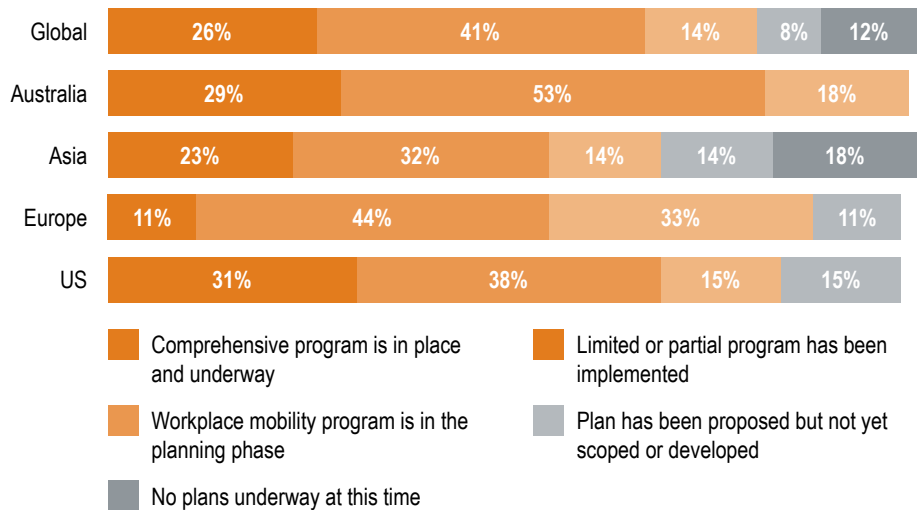 Global 26% 41% 14% 8% 12%
Australia 29% 53% 18%
Asia 23% 32% 14% 14% 18%
Europe 11% 44% 33% 11%
US 31% 38% 15% 15%
Comprehensive program is in place
and underway
Limited or partial program has been
implemented
Workplace mobility program is in the
planning phase
Plan has been proposed but not yet
scoped or developed
No plans underway at this time